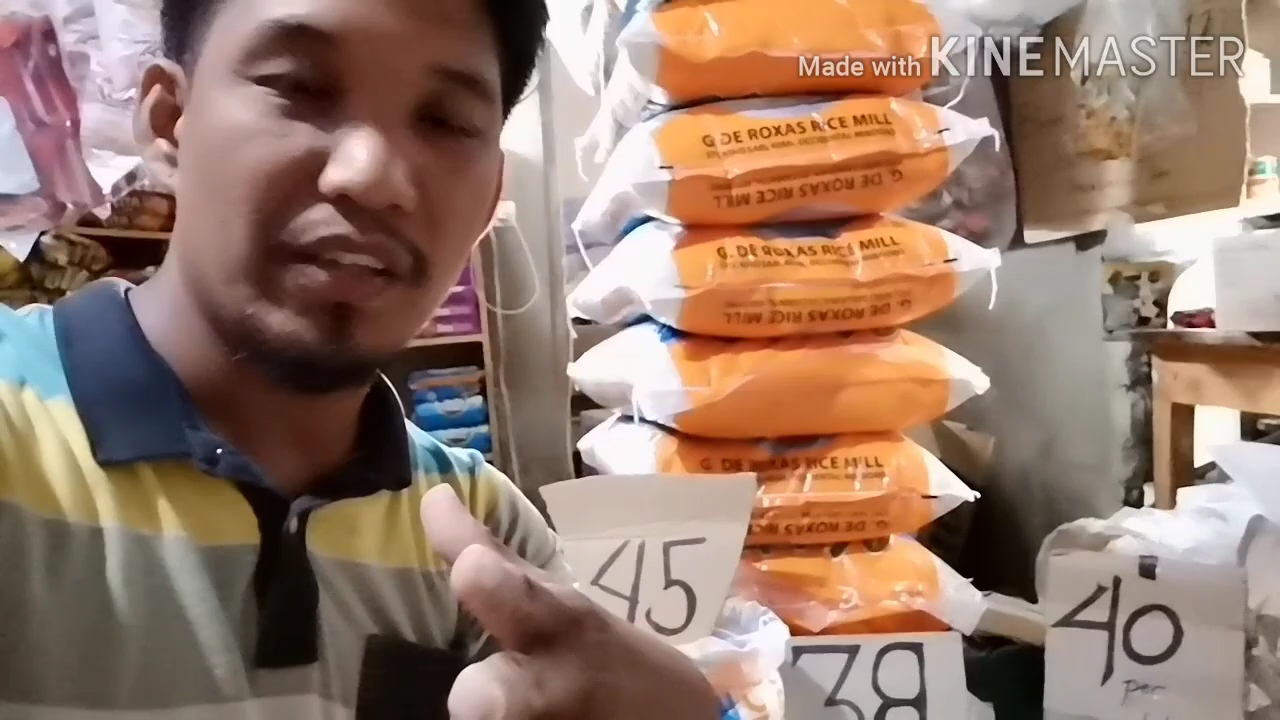 Made with KINEMASTER
G. DE ROXAS RICE MILL
G. DE ROXAS RICE MILL
G. DE ROXAS RICE MILL
G. DE ROXAS RICE MILL
G. DE ROXAS RICE MILL
G. DE ROXAS RICE
45
38
40
per